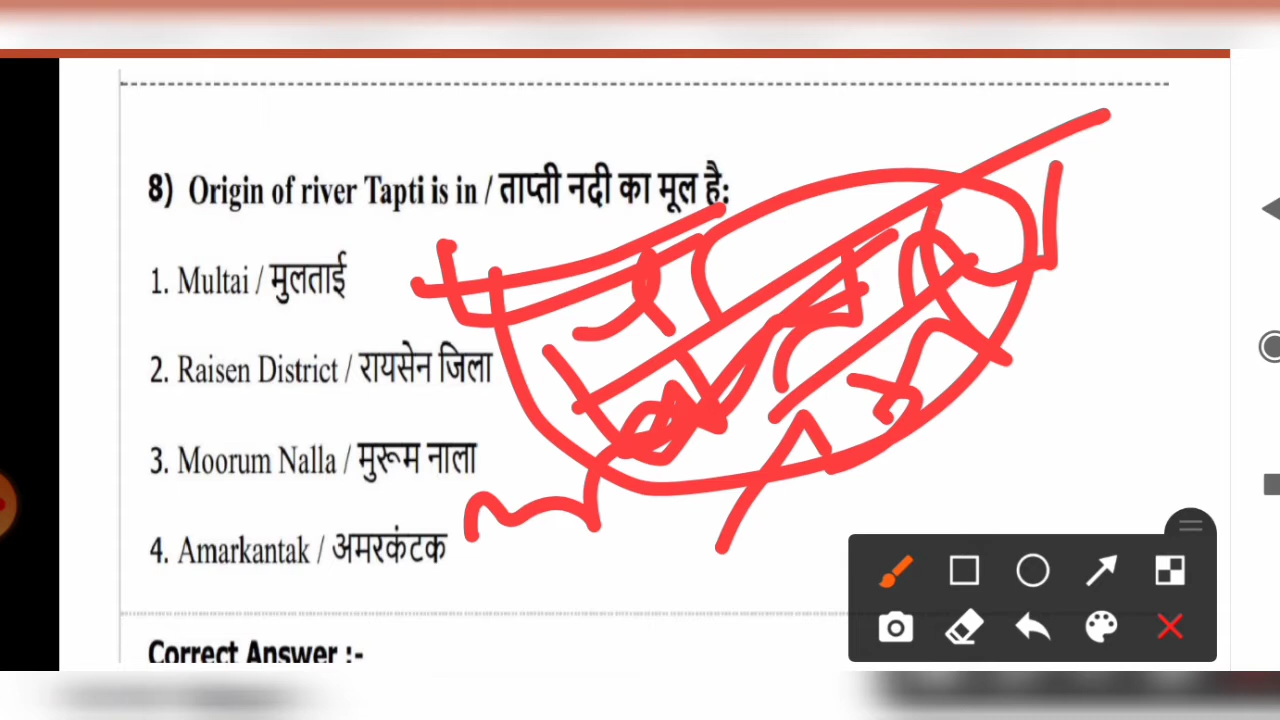 8) Origin of river Tapti is in / ताप्ती नदी का मूल है:
1. Multai / मुलताई
2. Raisen District / रायसेन जिला
3. Moorum Nalla / मुरूम नाला
4. Amarkantak / अमरकंटक
Correct Answer :-